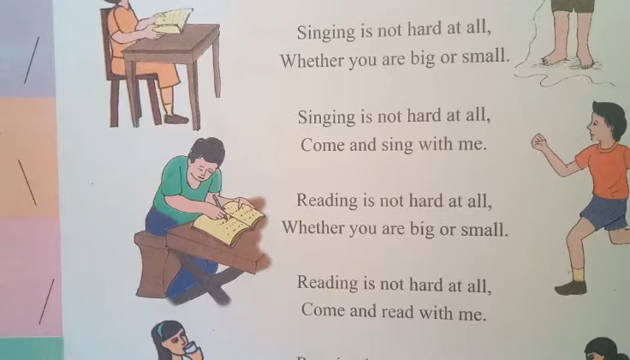 Singing is not hard at all,
Whether you are big or small.
Singing is not hard at all,
Come and sing with me.
Reading is not hard at all,
Whether you are big or small.
Reading is not hard at all,
Come and read with me.